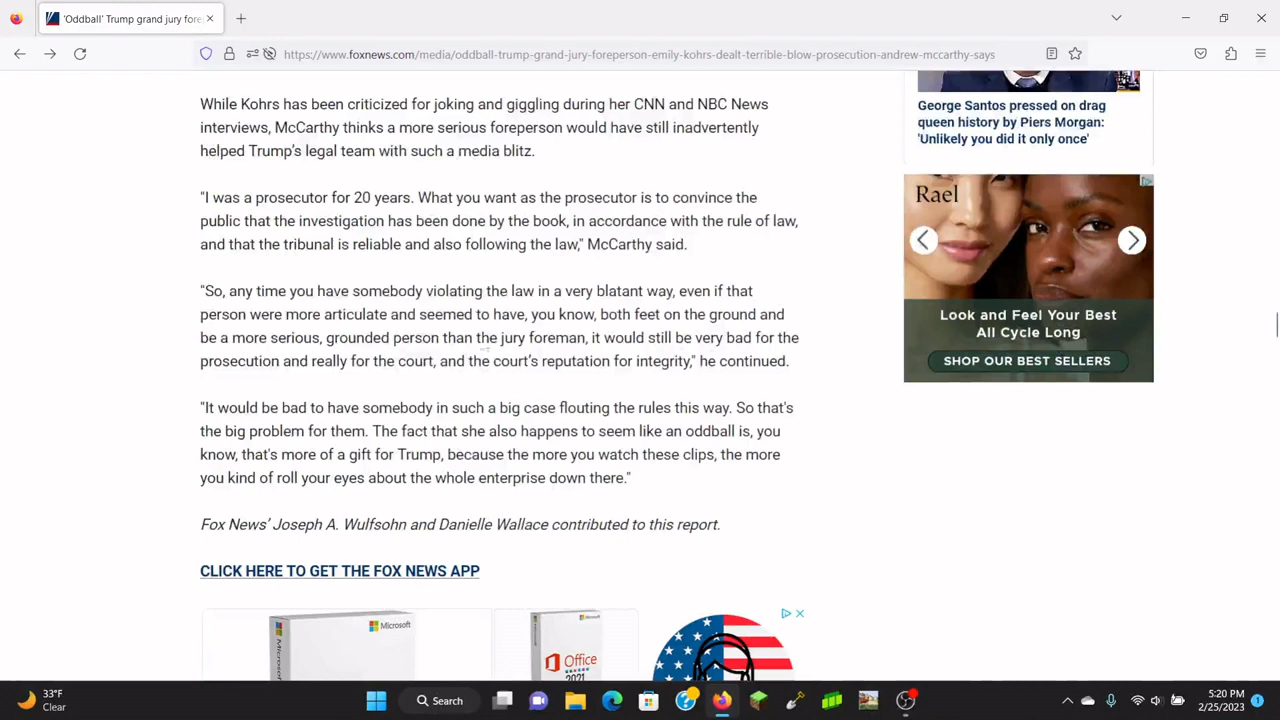 'Oddball' Trump grand jury fore
https://www.foxnews.com/media/oddball-trump-grand-jury-foreperson-emily-kohrs-dealt-terrible-blow-prosecution-andrew-mccarthy-says
While Kohrs has been criticized for joking and giggling during her CNN and NBC News
interviews, McCarthy thinks a more serious foreperson would have still inadvertently
helped Trump's legal team with such a media blitz.
"I was a prosecutor for 20 years. What you want as the prosecutor is to convince the
public that the investigation has been done by the book, in accordance with the rule of law,
and that the tribunal is reliable and also following the law," McCarthy said.
"So, any time you have somebody violating the law in a very blatant way, even if that
person were more articulate and seemed to have, you know, both feet on the ground and
be a more serious, grounded person than the jury foreman, it would still be very bad for the
prosecution and really for the court, and the court's reputation for integrity," he continued.
"It would be bad to have somebody in such a big case flouting the rules this way. So that's
the big problem for them. The fact that she also happens to seem like an oddball is, you
know, that's more of a gift for Trump, because the more you watch these clips, the more
you kind of roll your eyes about the whole enterprise down there."
Fox News’ Joseph A. Wulfsohn and Danielle Wallace contributed to this report.
CLICK HERE TO GET THE FOX NEWS APP
George Santos pressed on drag
queen history by Piers Morgan:
'Unlikely you did it only once'
Rael
Look and Feel Your Best
All Cycle Long
SHOP OUR BEST SELLERS
Microsoft
Microsoft
Office
2021
33°F
Clear
Search
5:20 PM
2/25/2023